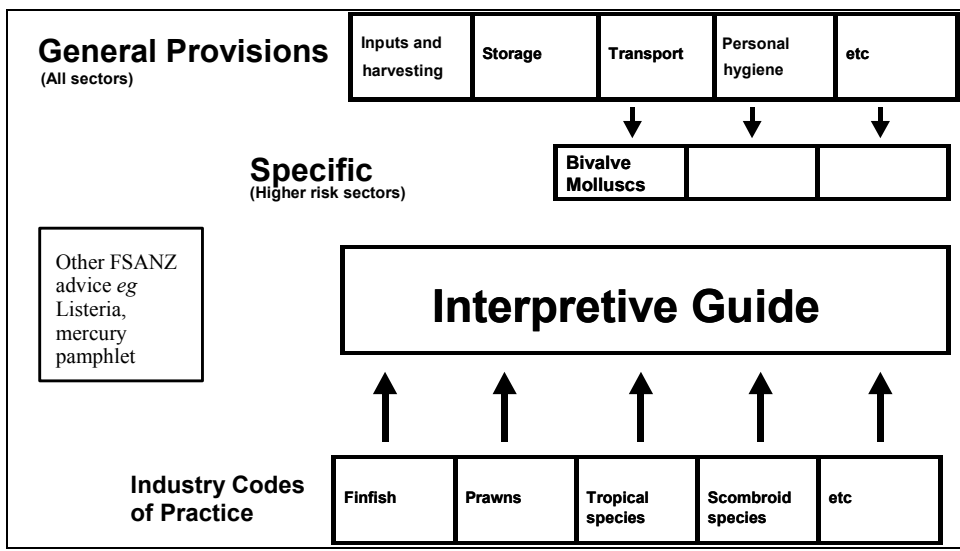 General Provisions
(All sectors)
Inputs and
harvesting
Storage
Transport
Personal
hygiene
etc
Specific
(Higher risk sectors)
Bivalve
Molluscs
Other FSANZ
advice eg
Listeria,
mercury
pamphlet
Interpretive Guide
Industry Codes
of Practice
Finfish
Prawns
Tropical
species
Scombroid
species
etc